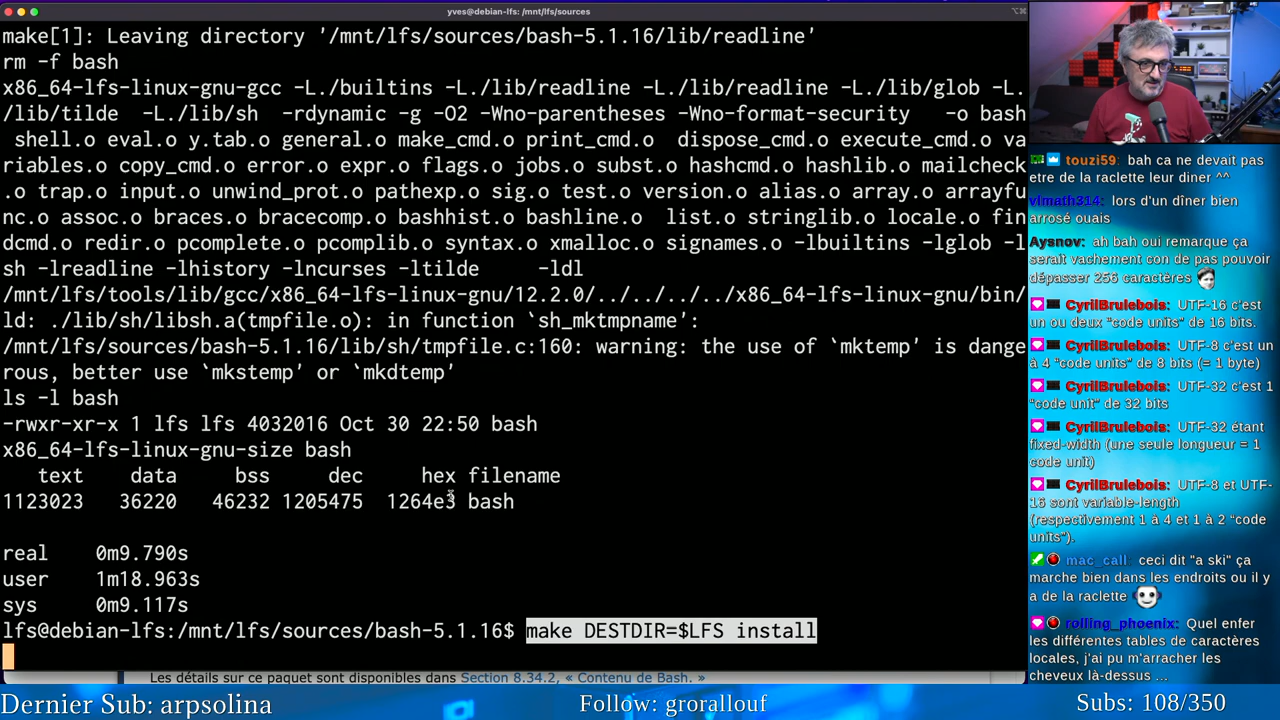 yves@debian-lfs: /mnt/lfs/sources
make[1]: Leaving directory '/mnt/lfs/sources/bash-5.1.16/lib/readline'
rm -f bash
x86_64-lfs-linux-gnu-gcc -L./builtins -L./lib/readline -L./lib/readline -L./lib/glob -L.
/lib/tilde  -L./lib/sh  -rdynamic -g -O2 -Wno-parentheses -Wno-format-security   -o bash
 shell.o eval.o y.tab.o general.o make_cmd.o print_cmd.o  dispose_cmd.o execute_cmd.o va
riables.o copy_cmd.o error.o expr.o flags.o jobs.o subst.o hashcmd.o hashlib.o mailcheck
.o trap.o input.o unwind_prot.o pathexp.o sig.o test.o version.o alias.o array.o arrayfu
nc.o assoc.o braces.o bracecomp.o bashhist.o bashline.o  list.o stringlib.o locale.o fin
dcmd.o redir.o pcomplete.o pcomplib.o syntax.o xmalloc.o signames.o -lbuiltins -lglob -l
sh -lreadline -lhistory -lncurses -ltilde    -ldl
/mnt/lfs/tools/lib/gcc/x86_64-lfs-linux-gnu/12.2.0/../../../../x86_64-lfs-linux-gnu/bin/
ld: ./lib/sh/libsh.a(tmpfile.o): in function `sh_mktmpname':
/mnt/lfs/sources/bash-5.1.16/lib/sh/tmpfile.c:160: warning: the use of `mktemp' is dange
rous, better use `mkstemp' or `mkdtemp'
ls -l bash
-rwxr-xr-x 1 lfs lfs 4032016 Oct 30 22:50 bash
x86_64-lfs-linux-gnu-size bash
   text    data     bss     dec     hex filename
1123023   36220   46232 1205475  1264e3 bash
real    0m9.790s
user    1m18.963s
sys     0m9.117s
lfs@debian-lfs:/mnt/lfs/sources/bash-5.1.16$ make DESTDIR=$LFS install
Les détails sur ce paquet sont disponibles dans Section 8.34.2, « Contenu de Bash. »
touzi59: bah ca ne devait pas
etre de la raclette leur diner ^^
vlmath314: lors d'un dîner bien
arrosé ouais
Aysnov: ah bah oui remarque ça
serait vachement con de pas pouvoir
dépasser 256 caractères
CyrilBrulebois: UTF-16 c'est
un ou deux "code units" de 16 bits.
CyrilBrulebois: UTF-8 c'est un
à 4 "code units" de 8 bits (= 1 byte)
CyrilBrulebois: UTF-32 c'est 1
"code unit" de 32 bits
CyrilBrulebois: UTF-32 étant
fixed-width (une seule longueur = 1
code unit)
CyrilBrulebois: UTF-8 et UTF-
16 sont variable-length
(respectivement 1 à 4 et 1 à 2 "code
units").
mac_call: ceci dit "a ski" ça
marche bien dans les endroits ou il y
a de la raclette
rolling_phoenix: Quel enfer
les différentes tables de caractères
locales, j'ai pu m'arracher les
cheveux là-dessus ...
Dernier Sub: arpsolina
Follow: grorallouf
Subs: 108/350